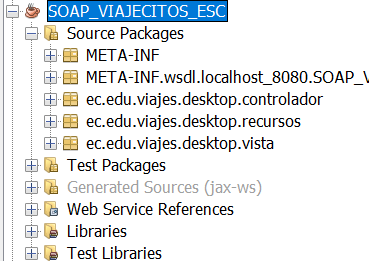 SOAP_VIAJECITOS_ESC
Source Packages
META-INF
META-INF.wsdl.localhost_8080.SOAP_V
ec.edu.viajes.desktop.controlador
ec.edu.viajes.desktop.recursos
ec.edu.viajes.desktop.vista
Test Packages
Generated Sources (jax-ws)
Web Service References
Libraries
Test Libraries